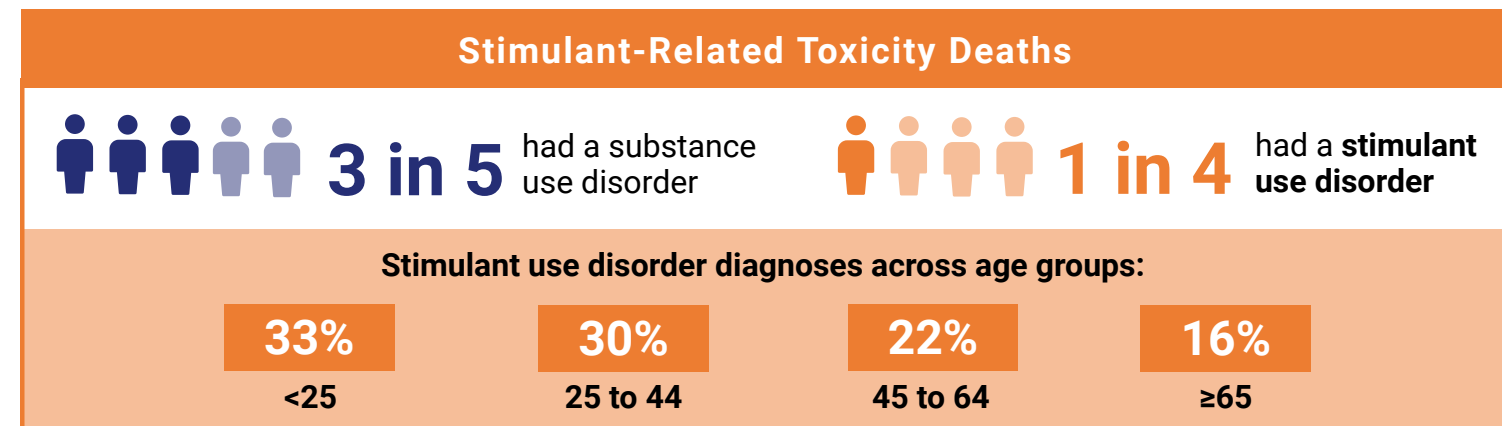 Stimulant-Related Toxicity Deaths
3 in 5
had a substance
use disorder
1 in 4
had a stimulant
use disorder
Stimulant use disorder diagnoses across age groups:
33%
30%
22%
16%
<25
25 to 44
45 to 64
≥65